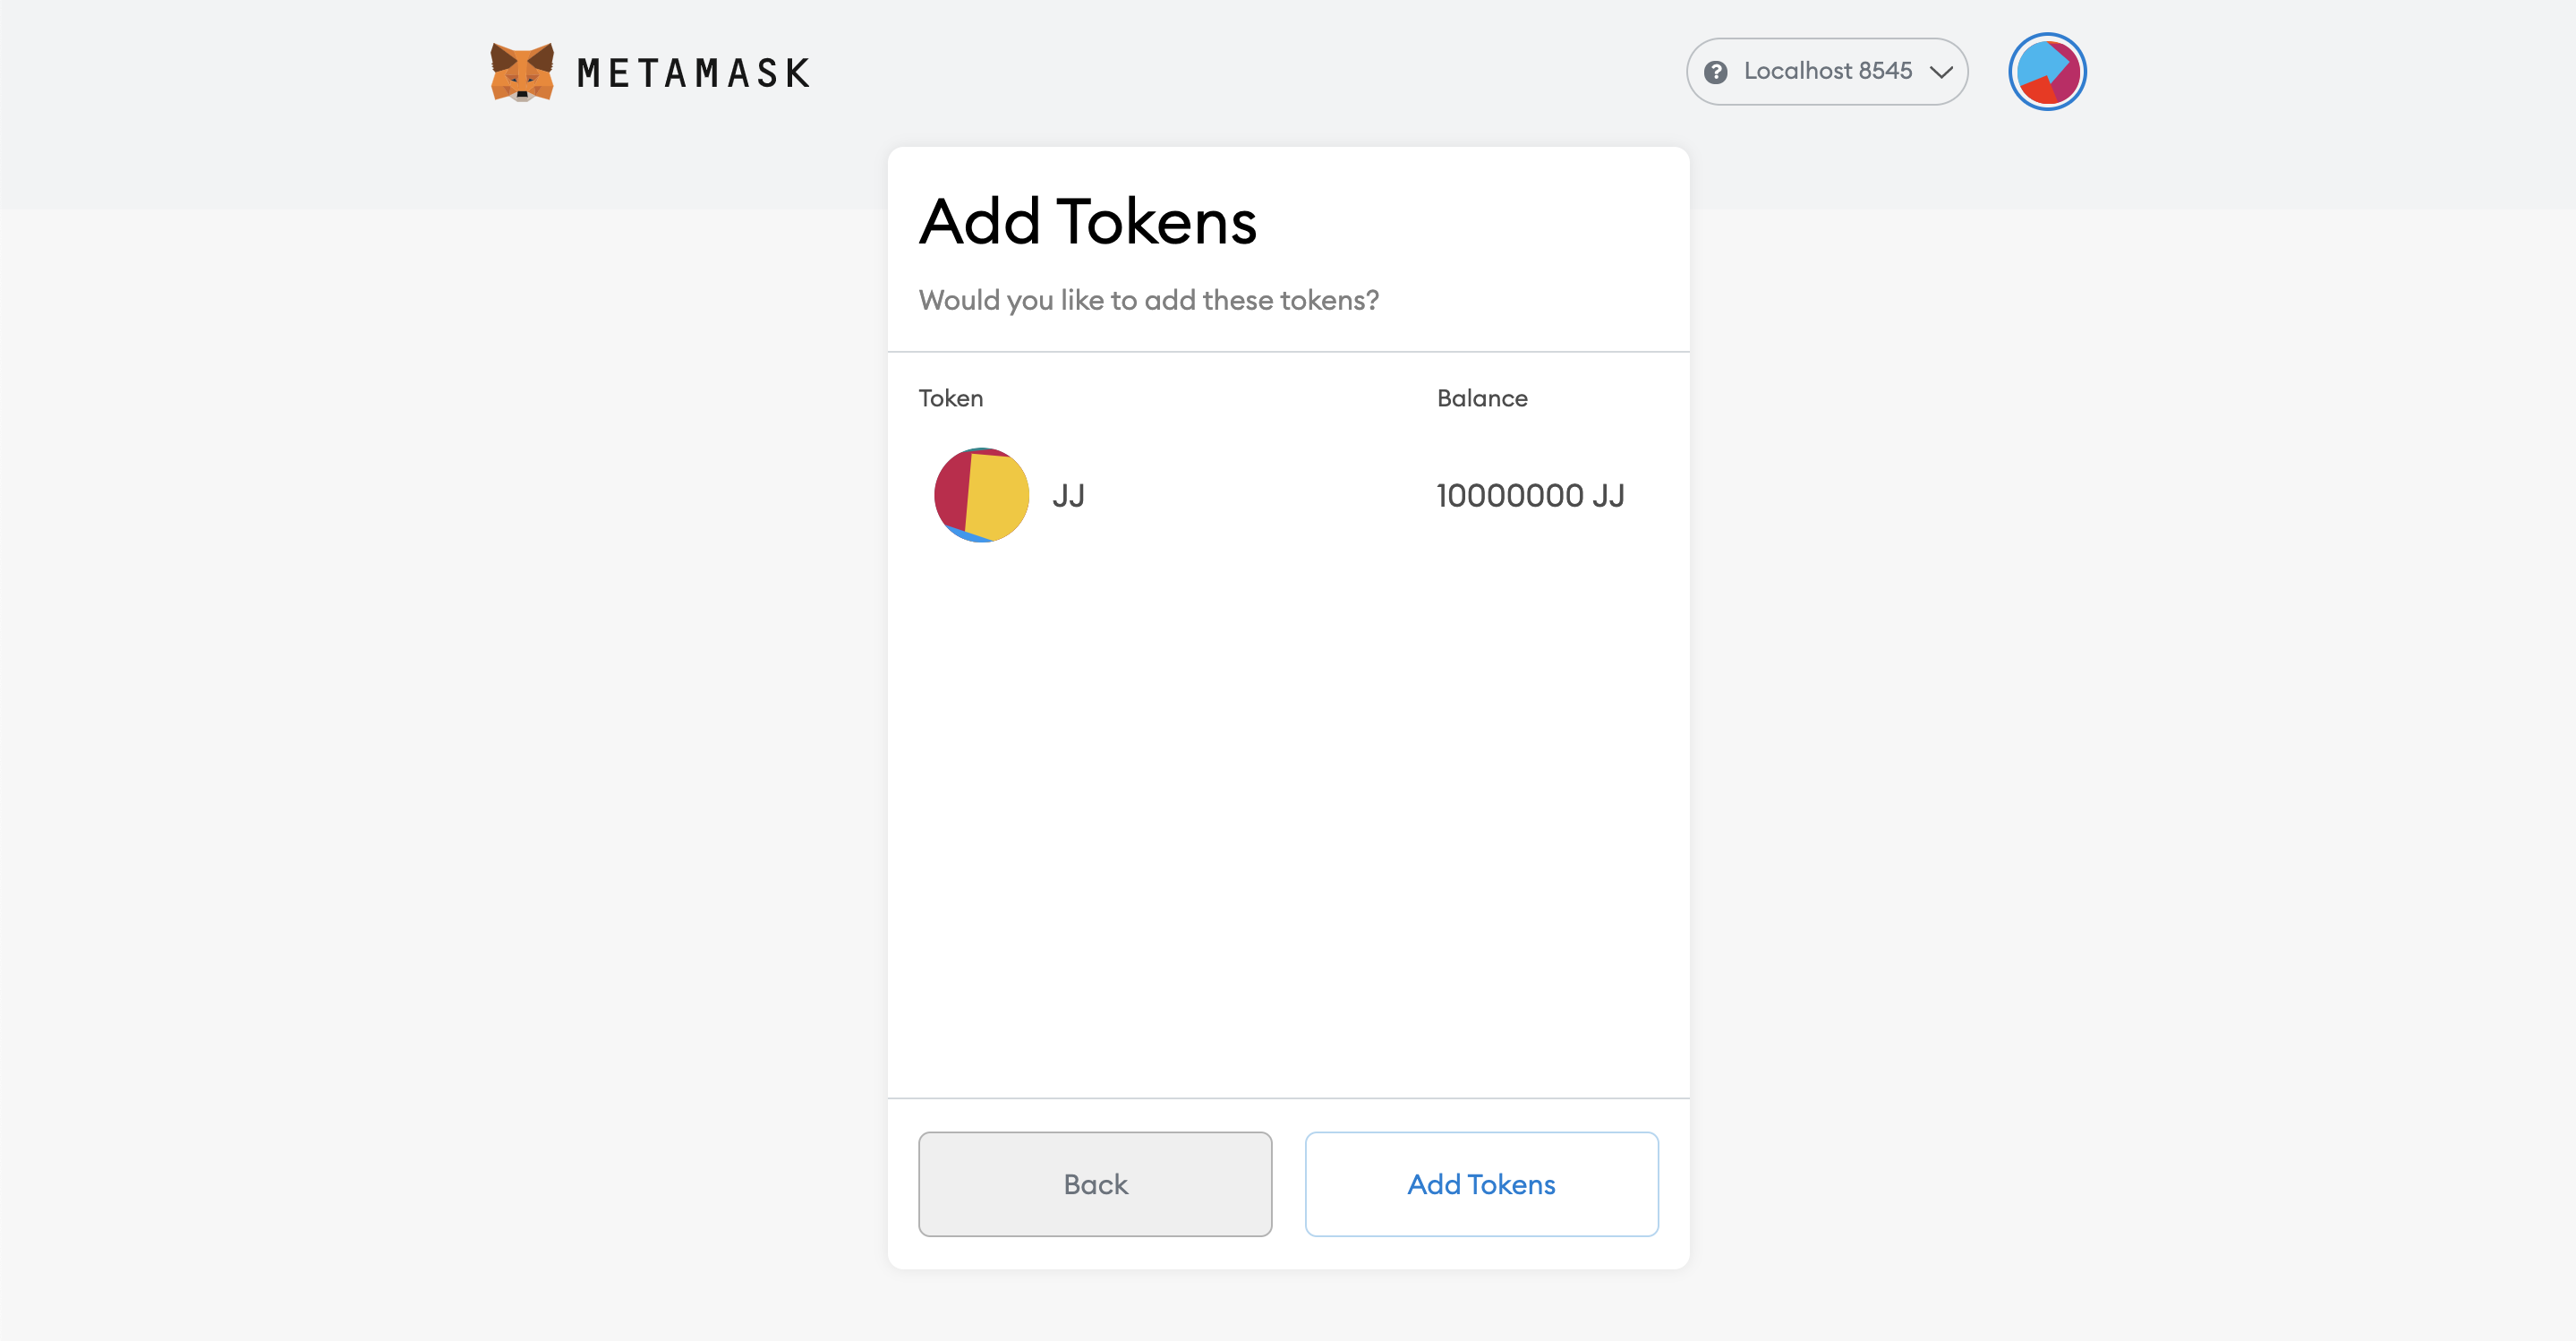 METAMASK
? Localhost 8545
Add Tokens
Would you like to add these tokens?
Token Balance
JJ 10000000 JJ
Back Add Tokens